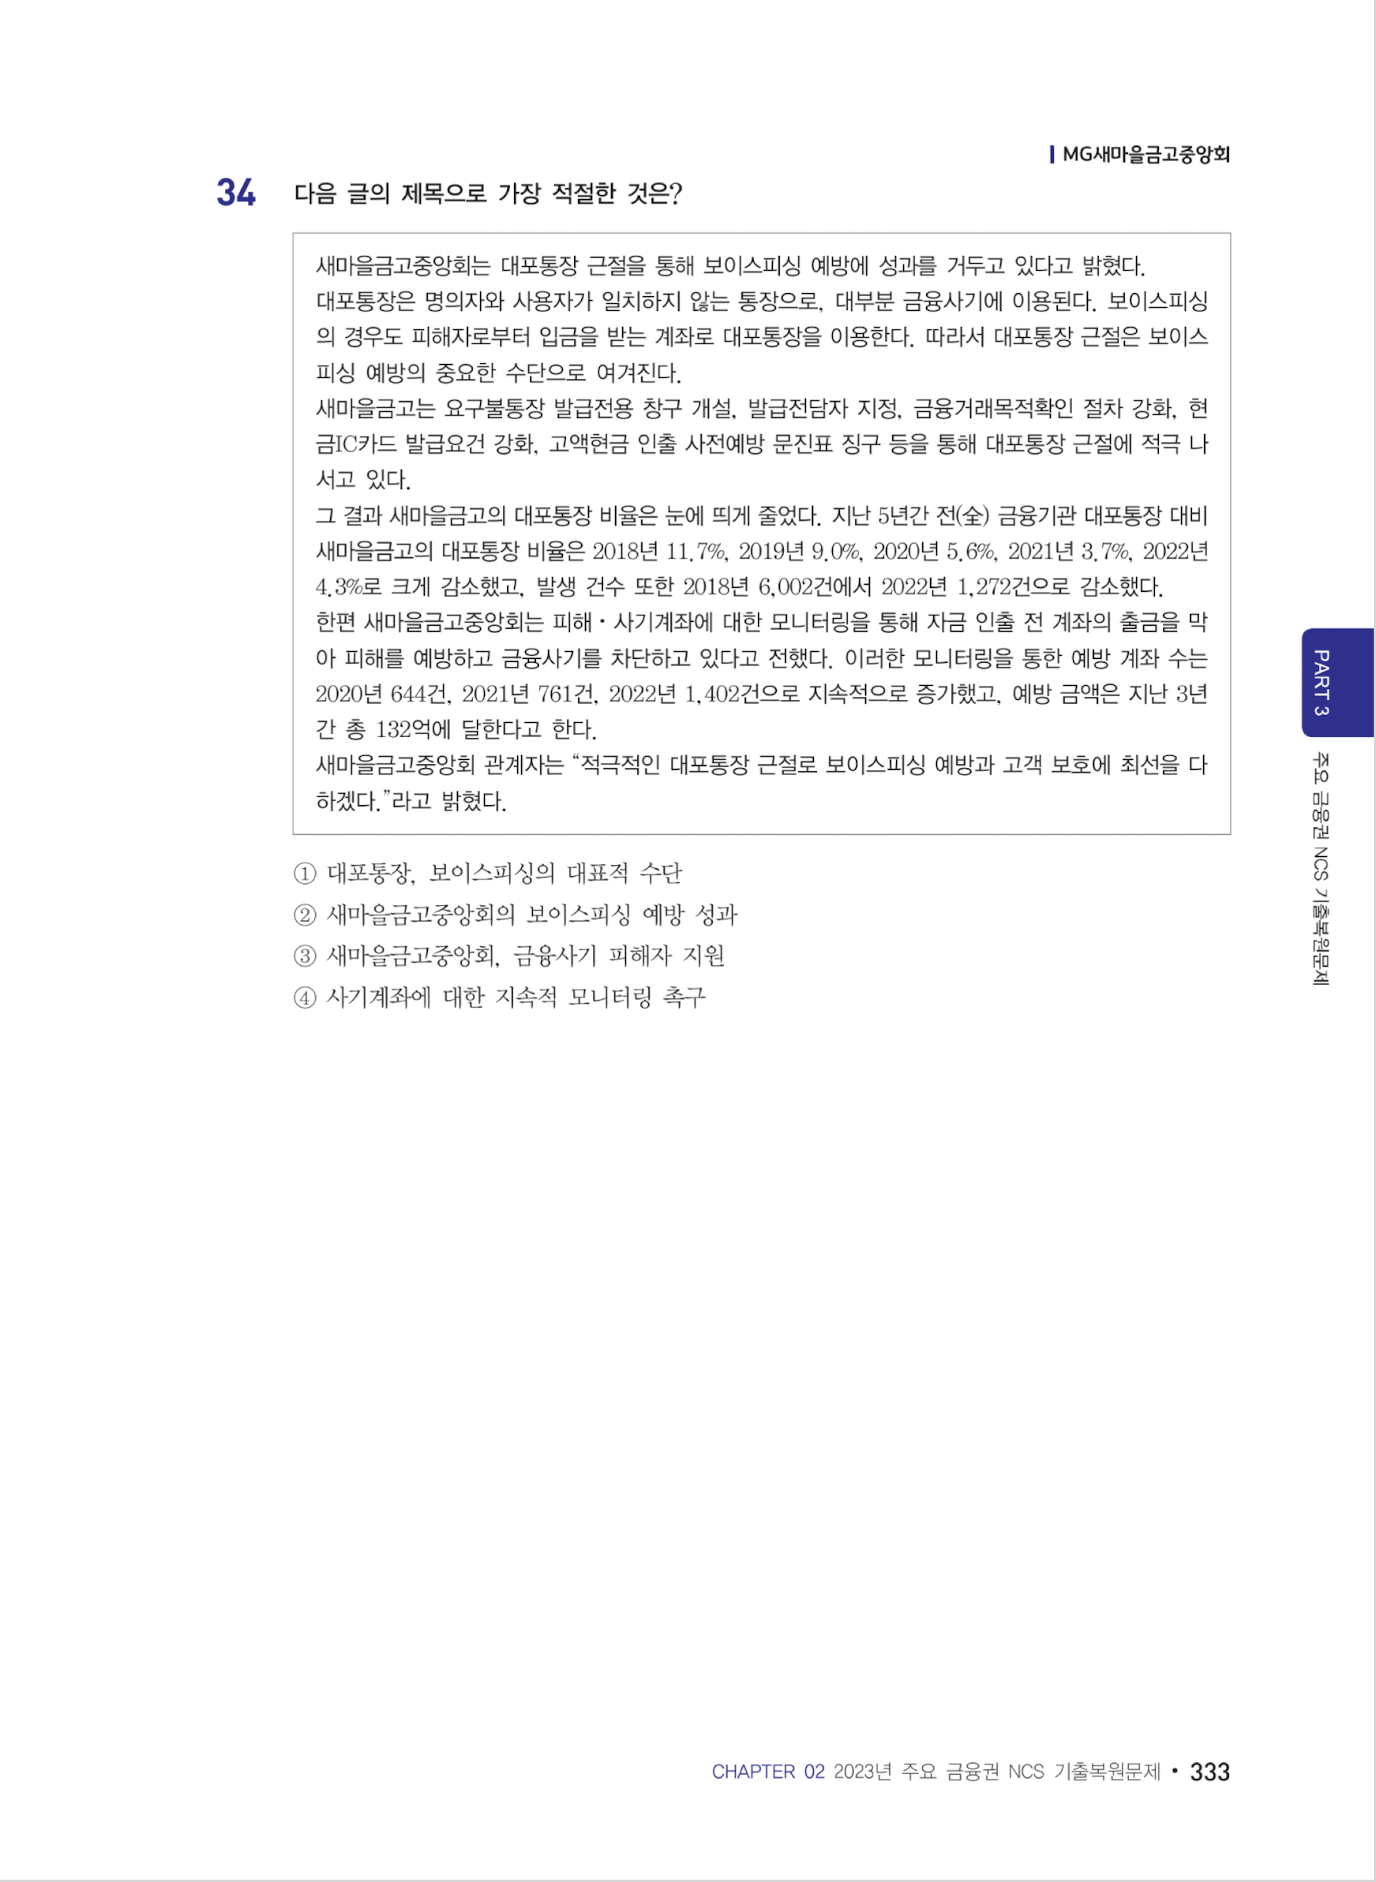 MG새마을금고중앙회
34 다음 글의 제목으로 가장 적절한 것은?
새마을금고중앙회는 대포통장 근절을 통해 보이스피싱 예방에 성과를 거두고 있다고 밝혔다.
대포통장은 명의자와 사용자가 일치하지 않는 통장으로, 대부분 금융사기에 이용된다. 보이스피싱
의 경우도 피해자로부터 입금을 받는 계좌로 대포통장을 이용한다. 따라서 대포통장 근절은 보이스
피싱 예방의 중요한 수단으로 여겨진다.
새마을금고는 요구불통장 발급전용 창구 개설, 발급전담자 지정, 금융거래목적확인 절차 강화, 현
금IC카드 발급요건 강화, 고액현금 인출 사전예방 문진표 징구 등을 통해 대포통장 근절에 적극 나
서고 있다.
그 결과 새마을금고의 대포통장 비율은 눈에 띄게 줄었다. 지난 5년간 전(全) 금융기관 대포통장 대비
새마을금고의 대포통장 비율은 2018년 11.7%, 2019년 9.0%, 2020년 5.6%, 2021년 3.7%, 2022년
4.3%로 크게 감소했고, 발생 건수 또한 2018년 6,002건에서 2022년 1,272건으로 감소했다.
한편 새마을금고중앙회는 피해·사기계좌에 대한 모니터링을 통해 자금 인출 전 계좌의 출금을 막
아 피해를 예방하고 금융사기를 차단하고 있다고 전했다. 이러한 모니터링을 통한 예방 계좌 수는
2020년 644건, 2021년 761건, 2022년 1,402건으로 지속적으로 증가했고, 예방 금액은 지난 3년
간 총 132억에 달한다고 한다.
새마을금고중앙회 관계자는 “적극적인 대포통장 근절로 보이스피싱 예방과 고객 보호에 최선을 다
하겠다.”라고 밝혔다.
① 대포통장, 보이스피싱의 대표적 수단
② 새마을금고중앙회의 보이스피싱 예방 성과
③ 새마을금고중앙회, 금융사기 피해자 지원
④ 사기계좌에 대한 지속적 모니터링 촉구
PART 3
주요 금융권 NCS 기출복원문제
CHAPTER 02 2023년 주요 금융권 NCS 기출복원문제 • 333